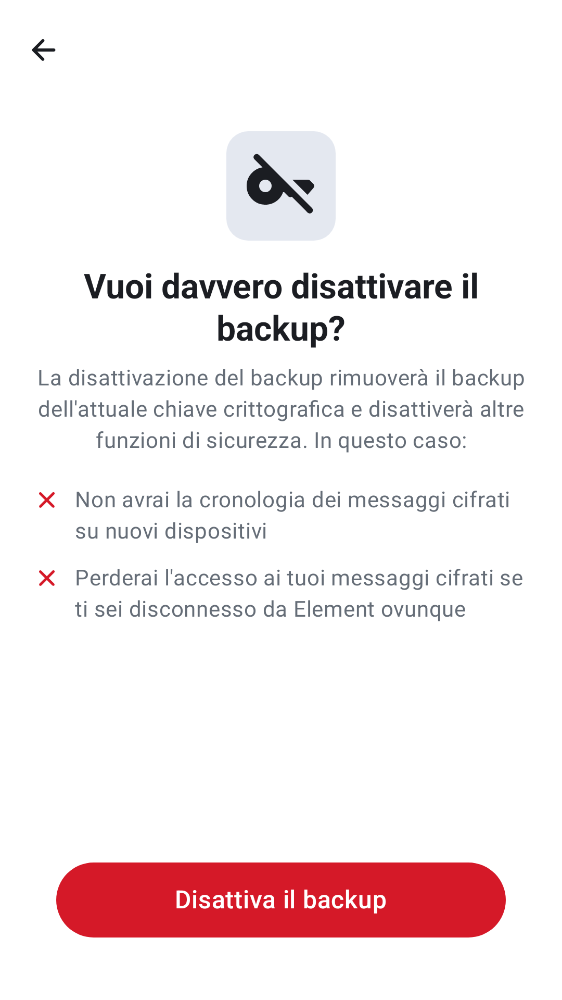 Vuoi davvero disattivare il
backup?
La disattivazione del backup rimuoverà il backup
dell'attuale chiave crittografica e disattiverà altre
funzioni di sicurezza. In questo caso:
Non avrai la cronologia dei messaggi cifrati
su nuovi dispositivi
Perderai l'accesso ai tuoi messaggi cifrati se
ti sei disconnesso da Element ovunque
Disattiva il backup